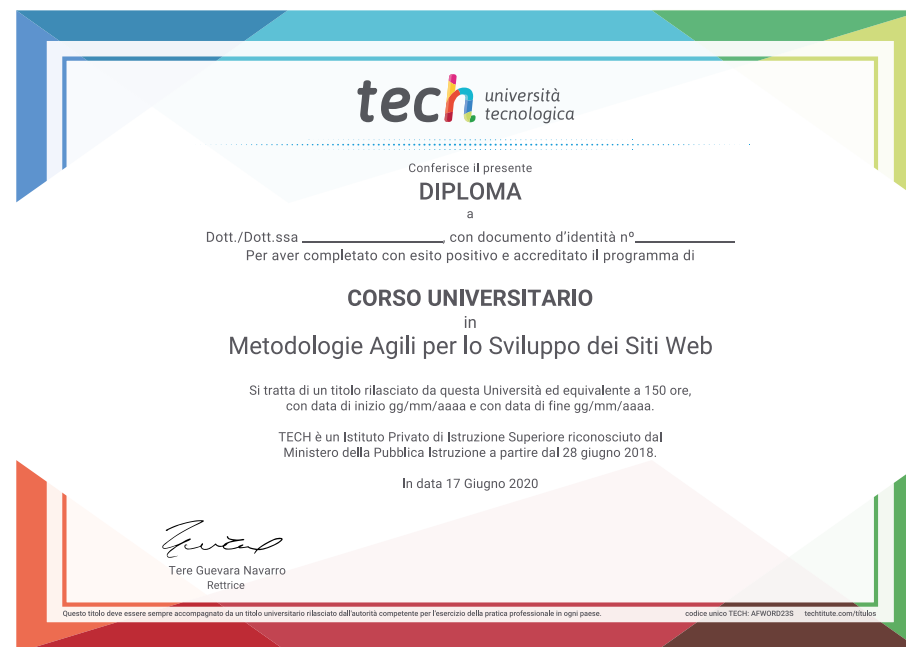 tech università
tecnologica
Conferisce il presente
DIPLOMA
a
Dott./Dott.ssa ________________, con documento d'identità nº____________
Per aver completato con esito positivo e accreditato il programma di
CORSO UNIVERSITARIO
in
Metodologie Agili per lo Sviluppo dei Siti Web
Si tratta di un titolo rilasciato da questa Università ed equivalente a 150 ore,
con data di inizio gg/mm/aaaa e con data di fine gg/mm/aaaa.
TECH è un Istituto Privato di Istruzione Superiore riconosciuto dal
Ministero della Pubblica Istruzione a partire dal 28 giugno 2018.
In data 17 Giugno 2020
Tere Guevara Navarro
Rettrice
Questo titolo deve essere sempre accompagnato da un titolo universitario rilasciato dall'autorità competente per l'esercizio della pratica professionale in ogni paese. codice unico TECH: AFWORD23S techtitute.com/títulos